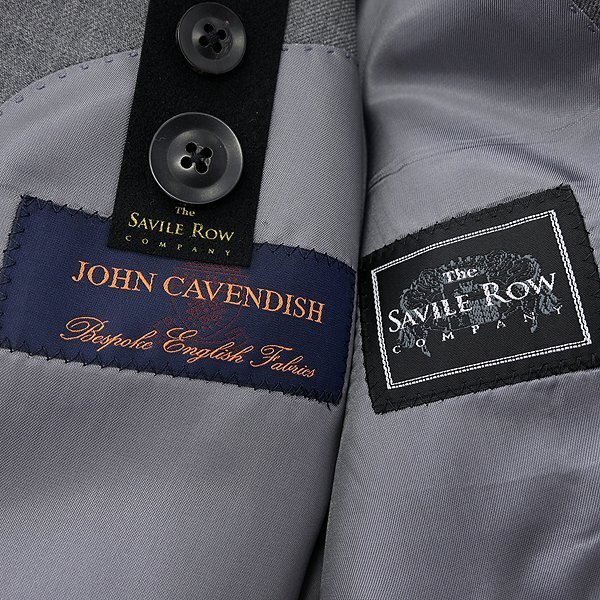 The
SAVILE ROW
COMPANY
JOHN CAVENDISH
Bespoke English Fabrics
The
SAVILE ROW
COMPANY